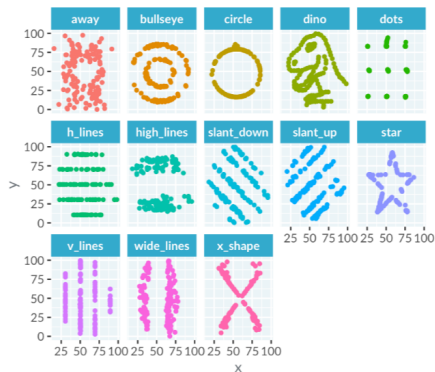 away bullseye circle dino dots
100
75
50
25
0
h_lines high_lines slant_down slant_up star
100
75
50
25
0
y
25 50 75 100 25 50 75 100
v_lines wide_lines x_shape
100
75
50
25
0
25 50 75 100 25 50 75 100 25 50 75 100
x